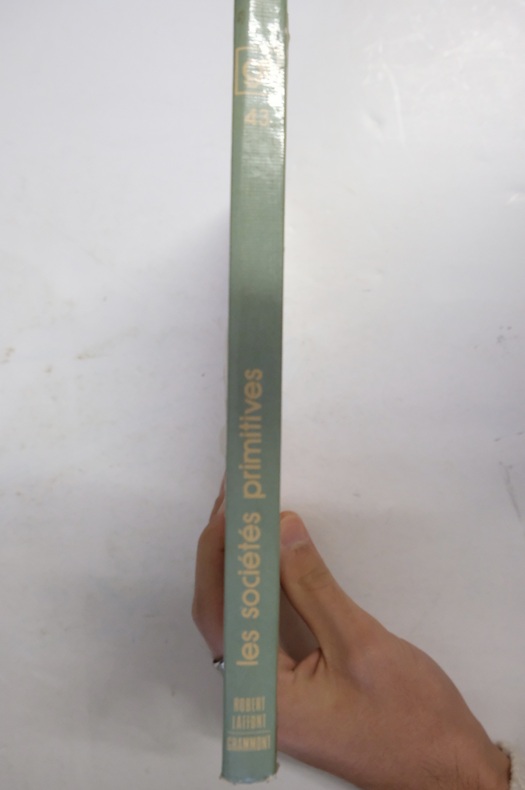 43
les sociétés primitives
ROBERT
LAFFONT
GRAMMONT